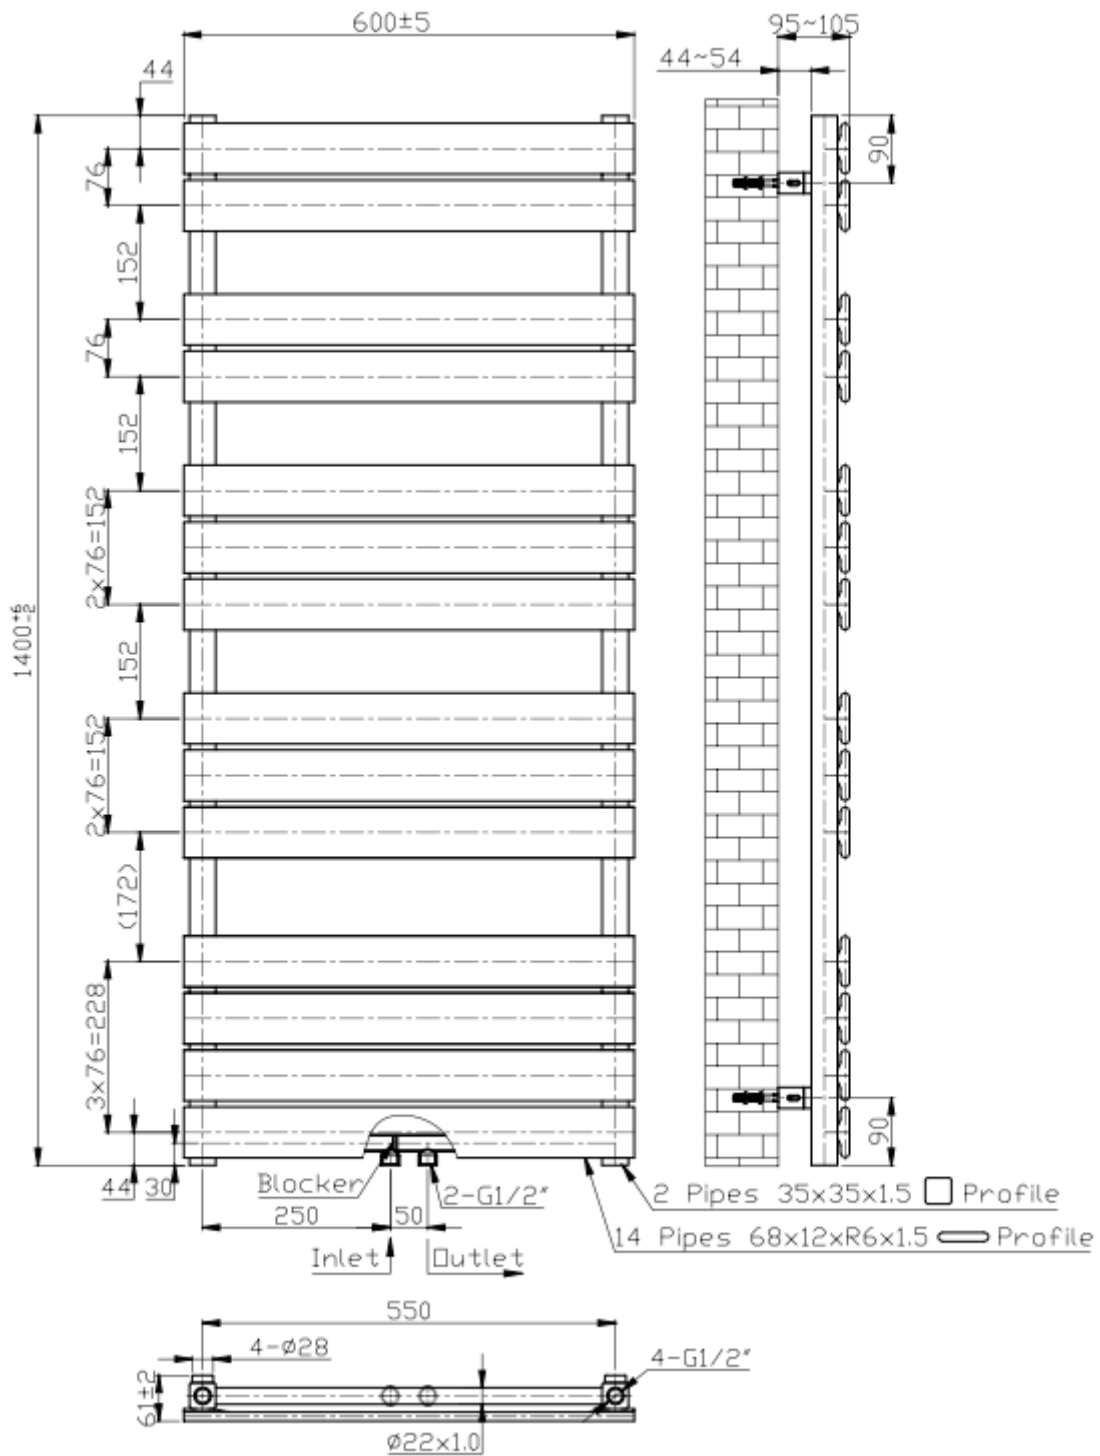 600±5
95~105
44~54
44
90
76
152
76
152
2x76=152
1400+6-2
152
2x76=152
(172)
3x76=228
90
44
30
Blocker
2-G1/2"
2 Pipes 35x35x1.5 Profile
250
50
14 Pipes 68x12xR6x1.5 Profile
Inlet
Outlet
550
4-Ø28
4-G1/2"
61±2
Ø22x1.0